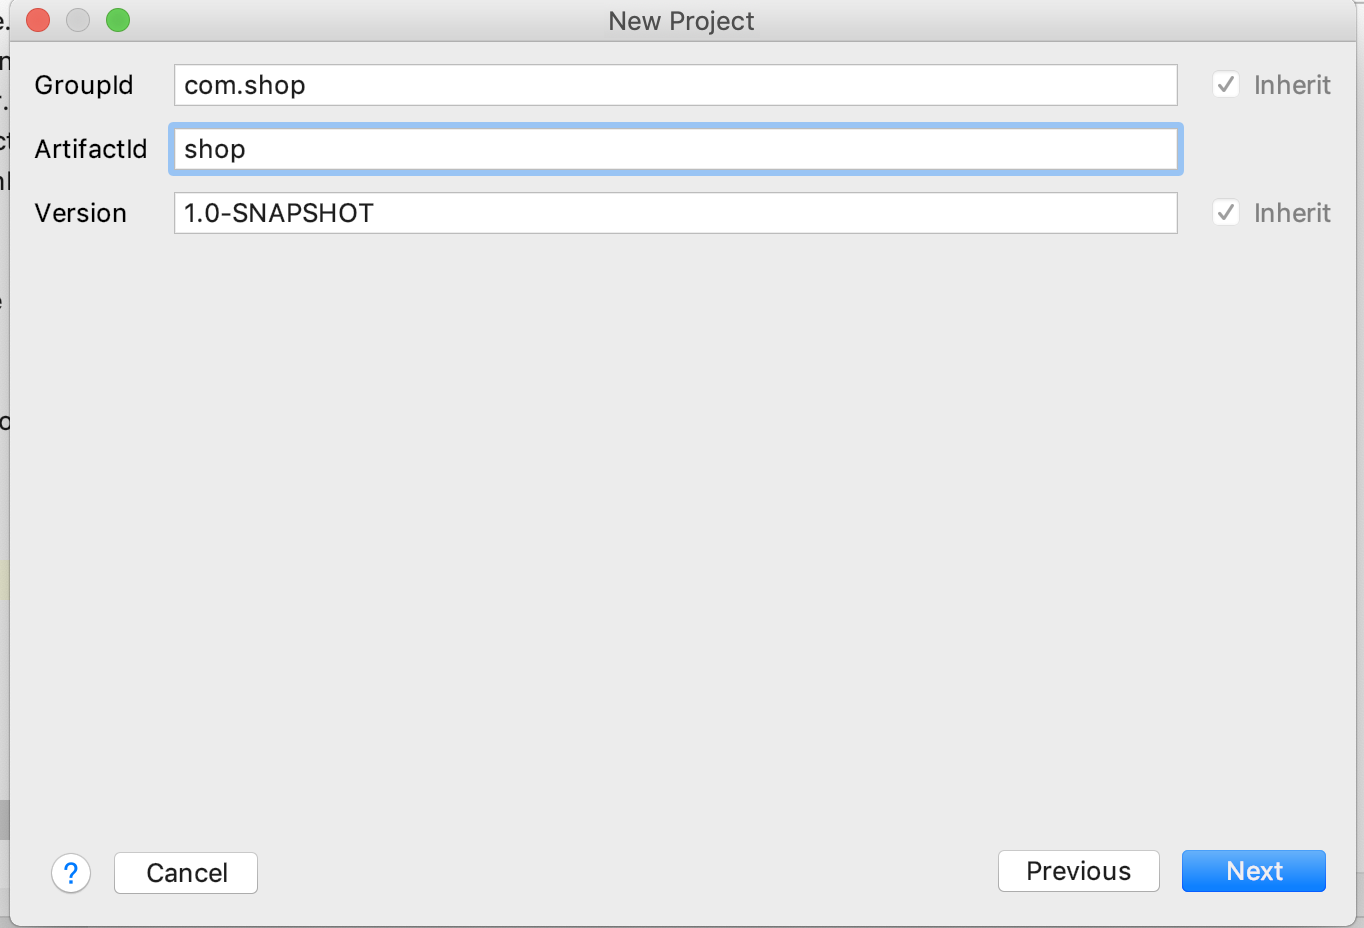 New Project
GroupId com.shop Inherit
ArtifactId shop
Version 1.0-SNAPSHOT Inherit
? Cancel Previous Next